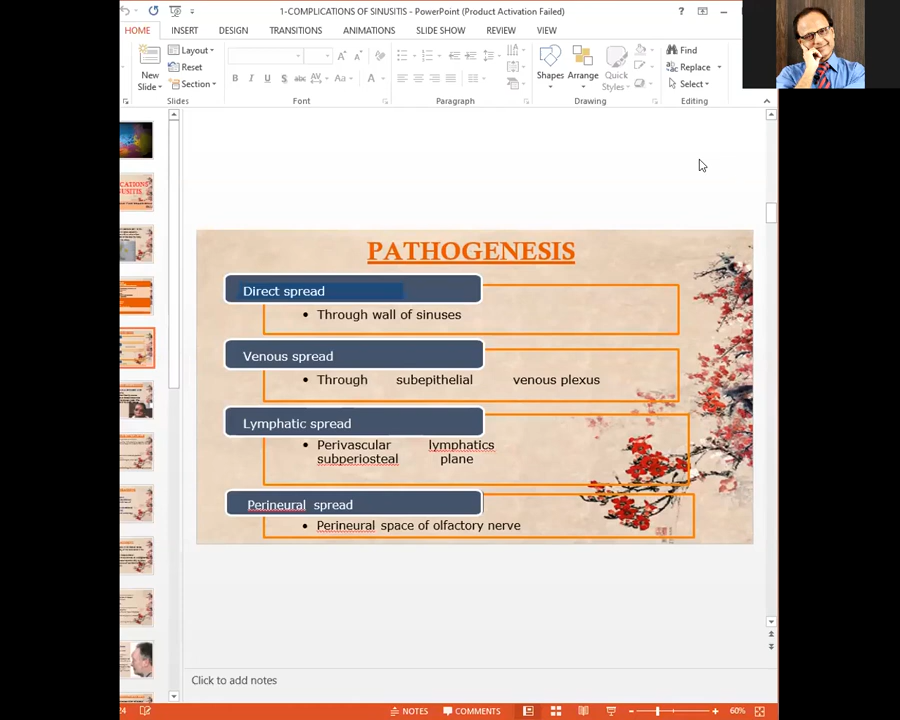 1-COMPLICATIONS OF SINUSITIS - PowerPoint (Product Activation Failed)
?
HOME INSERT DESIGN TRANSITIONS ANIMATIONS SLIDE SHOW REVIEW VIEW
New
Slide
Layout
Reset
Section
Slides
B I U S abc AV Aa A
Font
Paragraph
Shapes
Arrange
Quick
Styles
Drawing
Find
Replace
Select
Editing
PATHOGENESIS
Direct spread
• Through wall of sinuses
Venous spread
• Through subepithelial venous plexus
Lymphatic spread
• Perivascular lymphatics
subperiosteal plane
Perineural spread
• Perineural space of olfactory nerve
Click to add notes
NOTES COMMENTS 60%